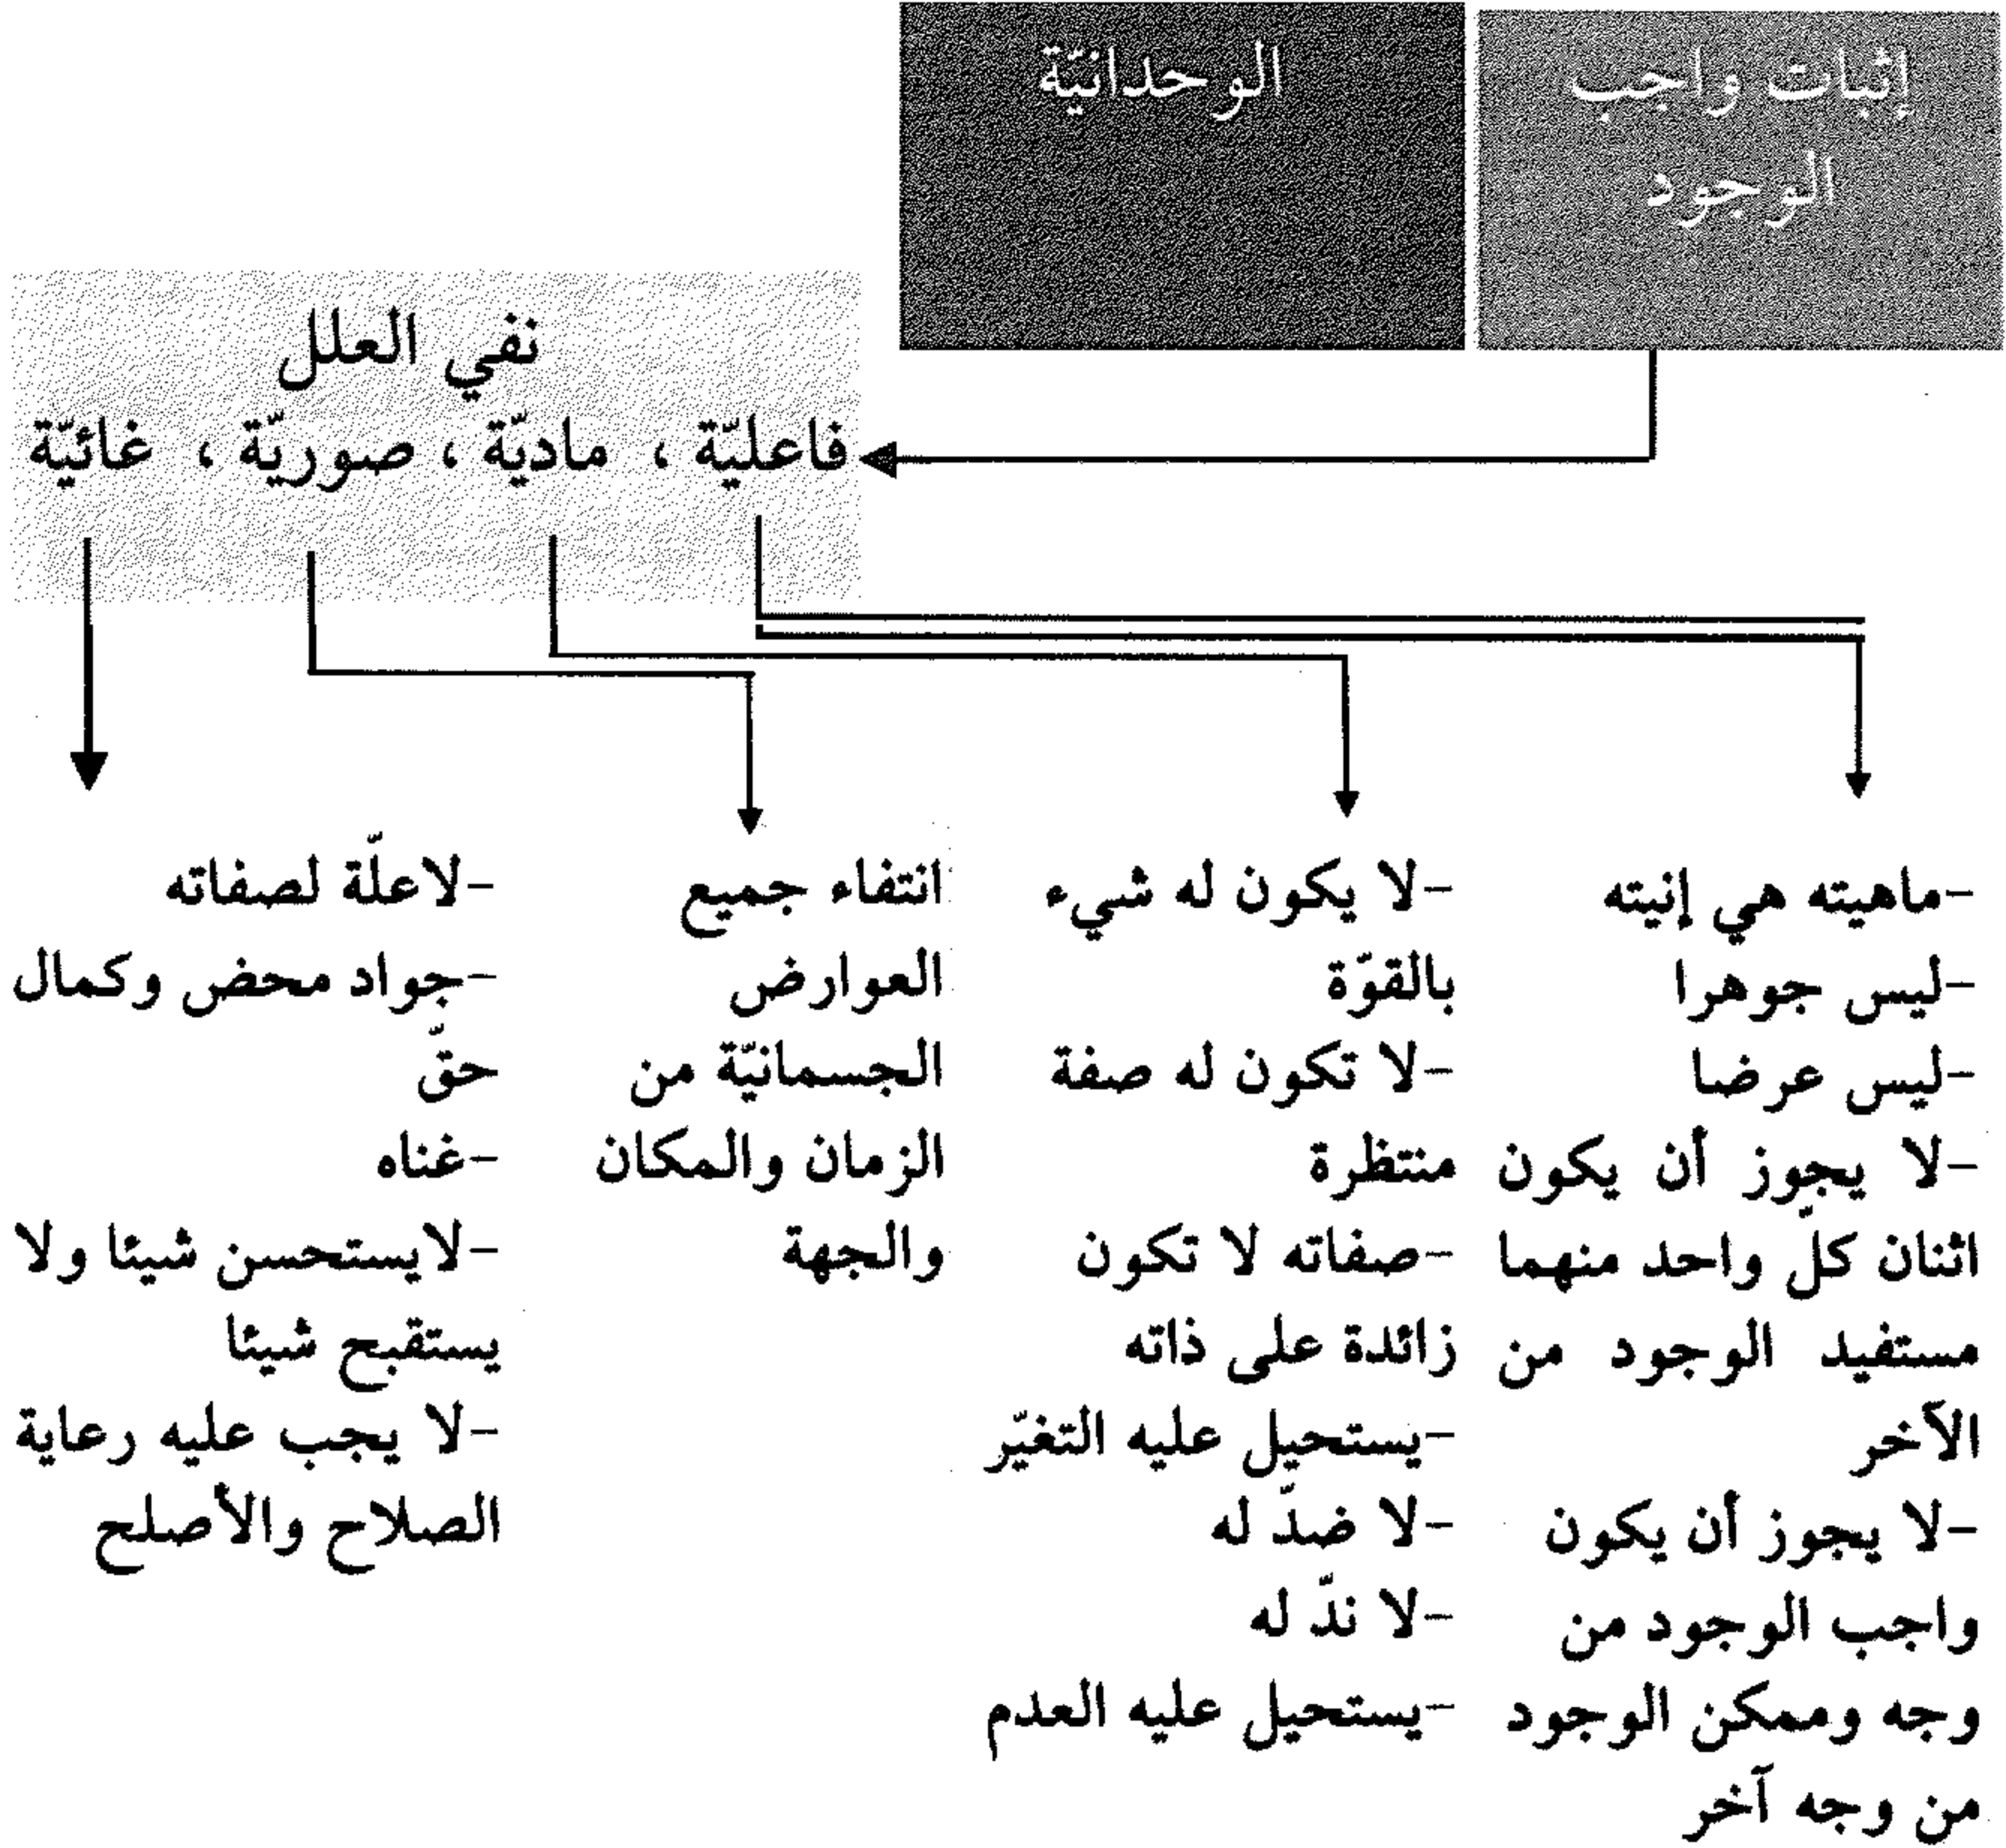 إثبات واجب
الوجود
الوحدانيّة
نفي العلل
فاعليّة ، ماديّة ، صوريّة ، غائيّة
-ماهيته هي إنيته
-ليس جوهرا
-ليس عرضا
-لا يجوز أن يكون
اثنان كلّ واحد منهما
مستفيد الوجود من
الآخر
-لا يجوز أن يكون
واجب الوجود من
وجه وممكن الوجود
من وجه آخر
-لا يكون له شيء
بالقوّة
-لا تكون له صفة
منتظرة
-صفاته لا تكون
زائدة على ذاته
-يستحيل عليه التغيّر
-لا ضدّ له
-لا ندّ له
-يستحيل عليه العدم
انتفاء جميع
العوارض
الجسمانيّة من
الزمان والمكان
والجهة
-لاعلّة لصفاته
-جواد محض وكمال
حقّ
-غناه
-لايستحسن شيئا ولا
يستقبح شيئا
-لا يجب عليه رعاية
الصلاح والأصلح